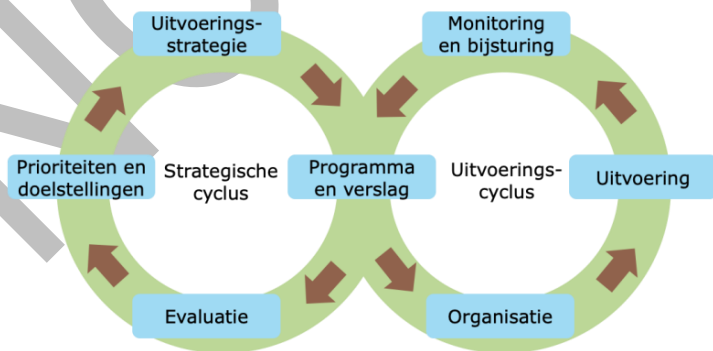 Uitvoerings-
strategie
Monitoring
en bijsturing
Prioriteiten en
doelstellingen
Strategische
cyclus
Programma
en verslag
Uitvoerings-
cyclus
Uitvoering
Evaluatie
Organisatie